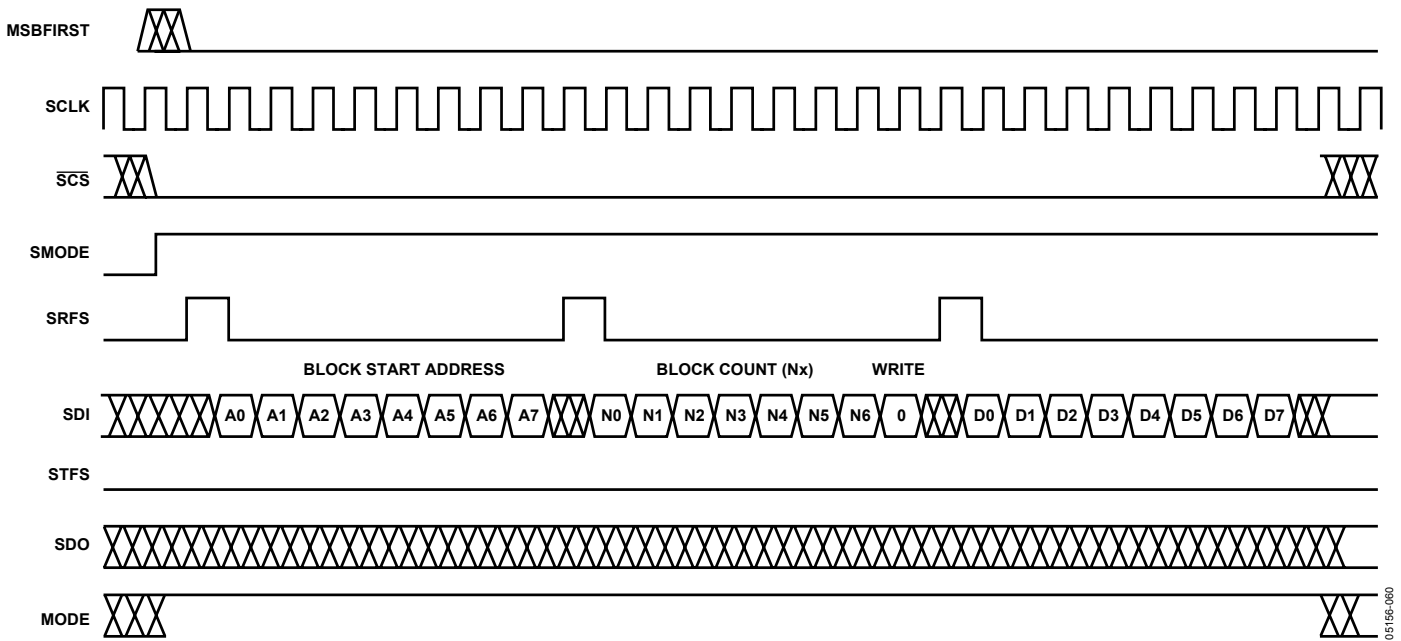 MSBFIRST
SCLK
SCS
SMODE
SRFS
BLOCK START ADDRESS BLOCK COUNT (Nx) WRITE
SDI A0 A1 A2 A3 A4 A5 A6 A7 N0 N1 N2 N3 N4 N5 N6 0 D0 D1 D2 D3 D4 D5 D6 D7
STFS
SDO
MODE
05156-060